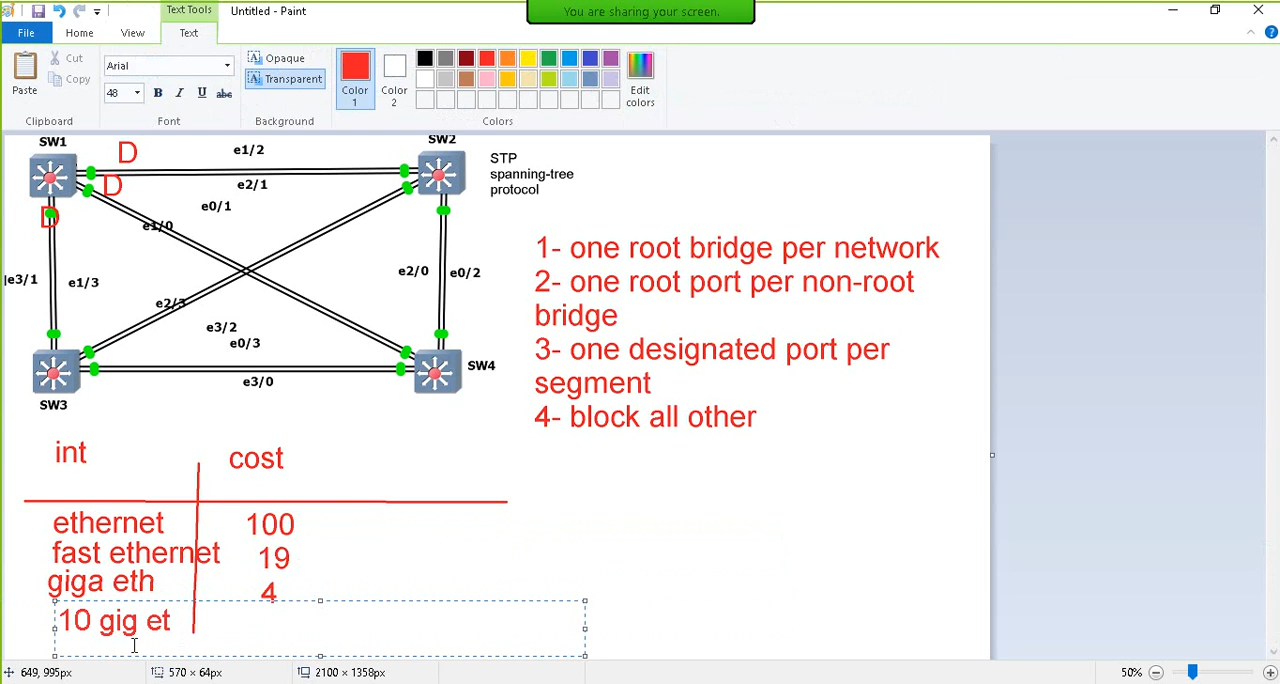 Text Tools
Untitled - Paint
You are sharing your screen.
File
Home
View
Text
Paste
Cut
Copy
Clipboard
Arial
48
B
I
U
abc
Font
Opaque
Transparent
Background
Color 1
Color 2
Edit colors
Colors
SW1
D
e1/2
SW2
STP
spanning-tree
protocol
D
e2/1
e0/1
D
e1/0
1- one root bridge per network
2- one root port per non-root
bridge
3- one designated port per
segment
4- block all other
e3/1
e1/3
e2/0
e0/2
e2/3
e3/2
e0/3
e3/0
SW4
SW3
int
cost
ethernet
100
fast ethernet
19
giga eth
4
10 gig et
649, 995px
570 × 64px
2100 × 1358px
50%